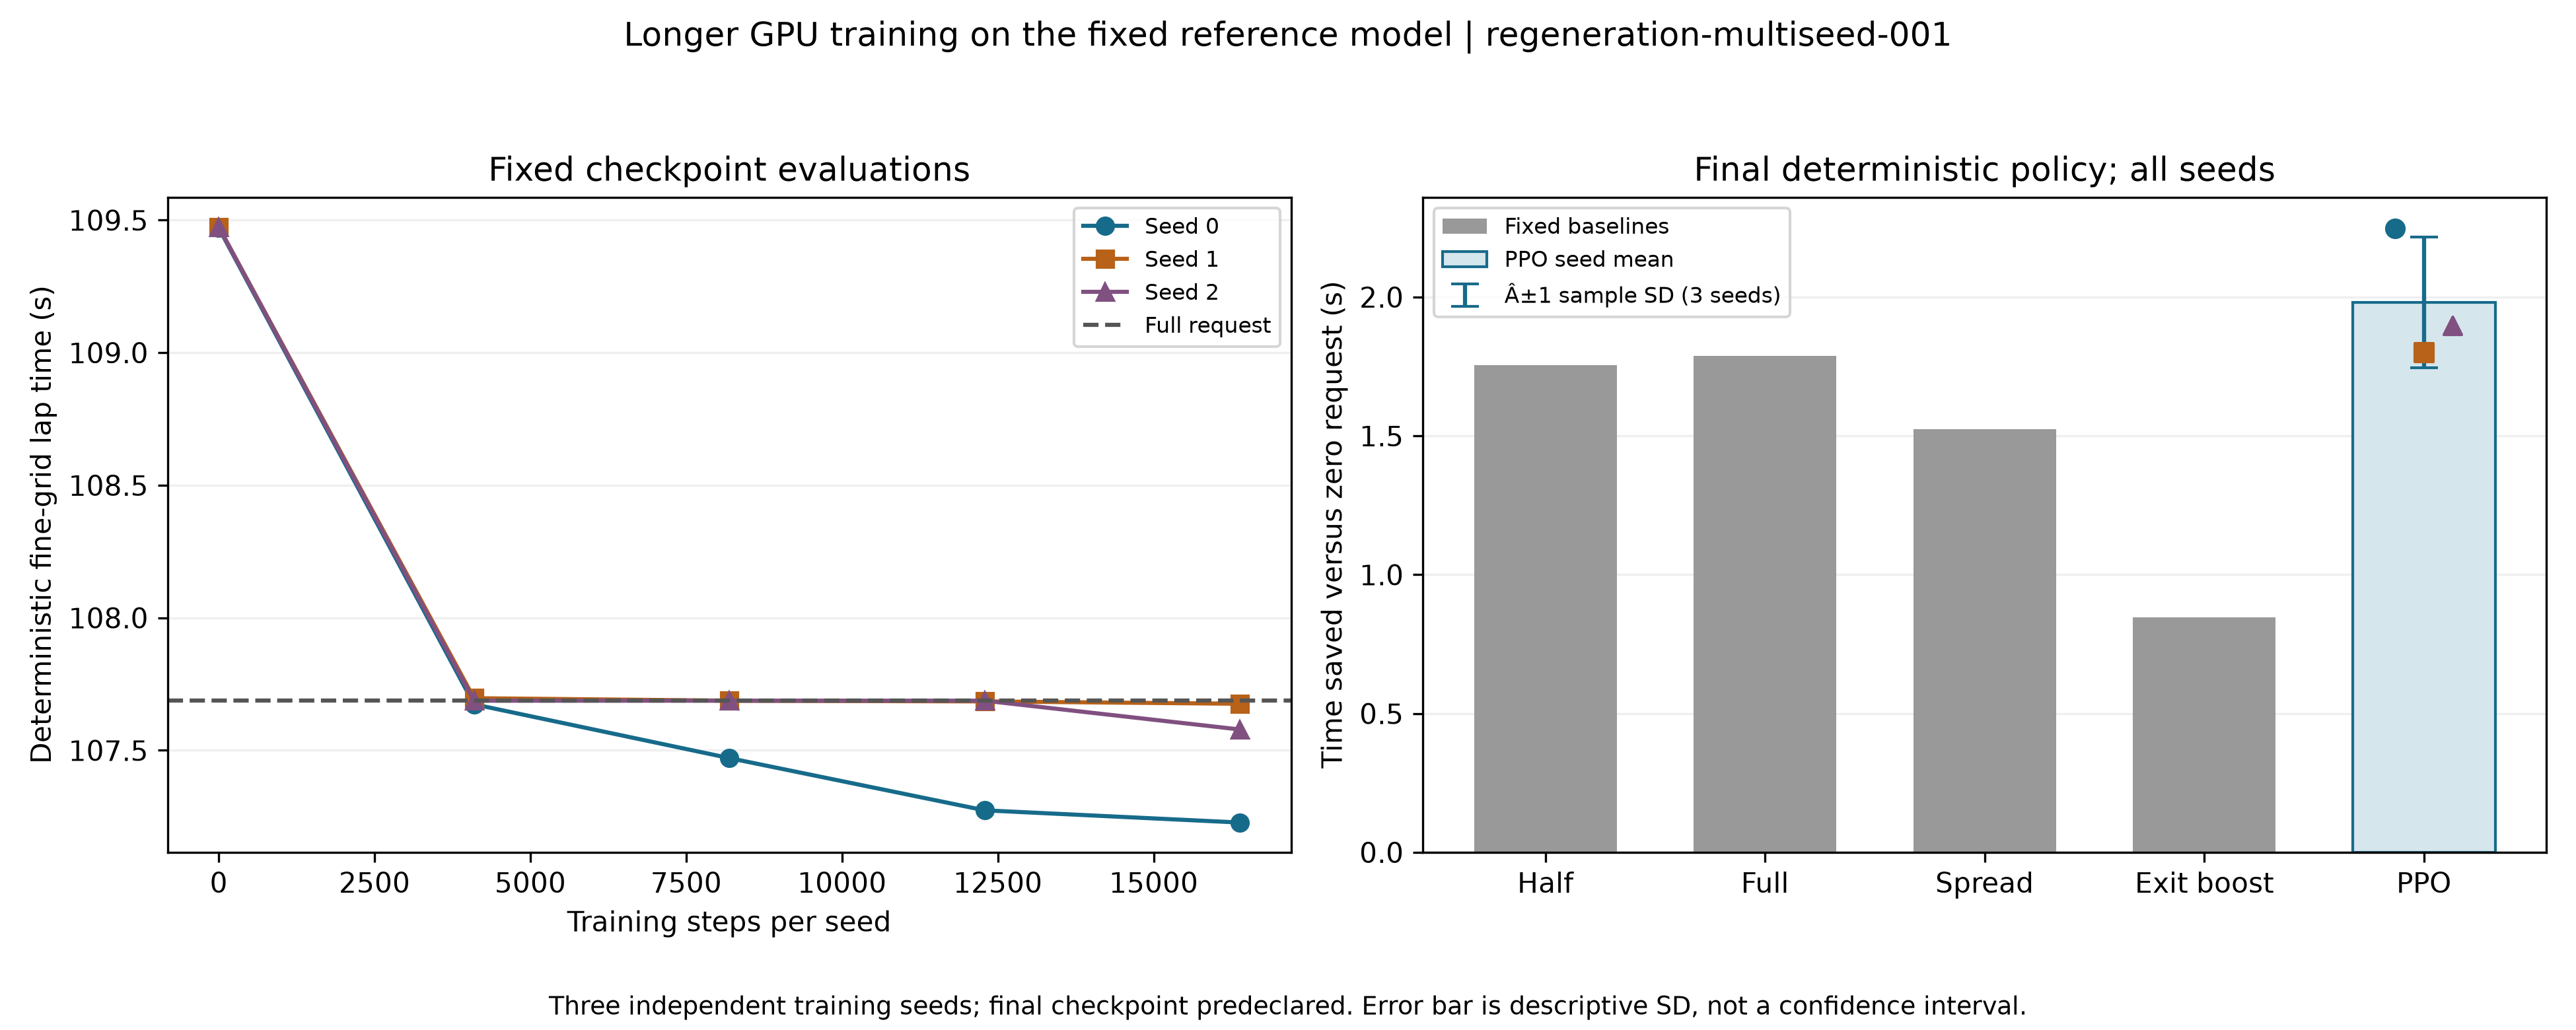 Longer GPU training on the fixed reference model | regeneration-multiseed-001
Fixed checkpoint evaluations
Deterministic fine-grid lap time (s)
109.5
109.0
108.5
108.0
107.5
Seed 0
Seed 1
Seed 2
Full request
0
2500
5000
7500
10000
12500
15000
Training steps per seed
Final deterministic policy; all seeds
Time saved versus zero request (s)
2.0
1.5
1.0
0.5
0.0
Fixed baselines
PPO seed mean
Â±1 sample SD (3 seeds)
Half
Full
Spread
Exit boost
PPO
Three independent training seeds; final checkpoint predeclared. Error bar is descriptive SD, not a confidence interval.